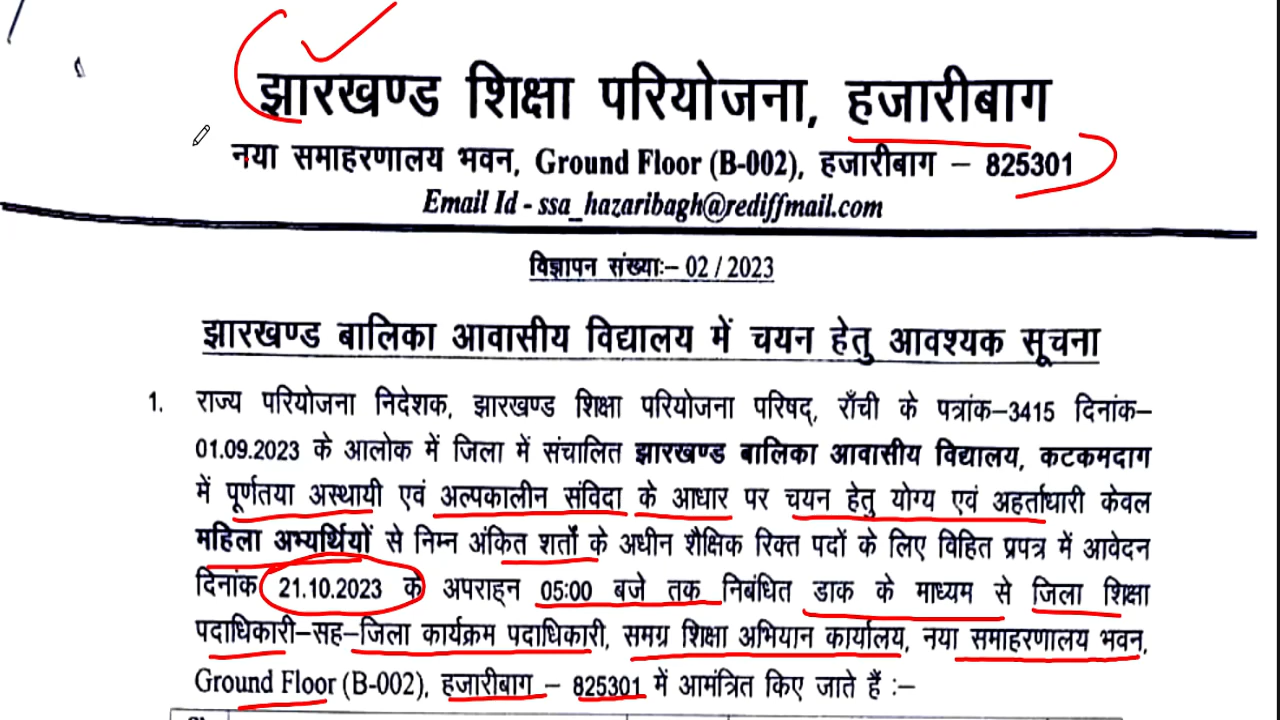 झारखण्ड शिक्षा परियोजना, हजारीबाग
नया समाहरणालय भवन, Ground Floor (B-002), हजारीबाग – 825301
Email Id - ssa_hazaribagh@rediffmail.com
विज्ञापन संख्याः– 02 / 2023
झारखण्ड बालिका आवासीय विद्यालय में चयन हेतु आवश्यक सूचना
1. राज्य परियोजना निदेशक, झारखण्ड शिक्षा परियोजना परिषद्, राँची के पत्रांक–3415 दिनांक–
01.09.2023 के आलोक में जिला में संचालित झारखण्ड बालिका आवासीय विद्यालय, कटकमदाग
में पूर्णतया अस्थायी एवं अल्पकालीन संविदा के आधार पर चयन हेतु योग्य एवं अहर्ताधारी केवल
महिला अभ्यर्थियों से निम्न अंकित शर्तों के अधीन शैक्षिक रिक्त पदों के लिए विहित प्रपत्र में आवेदन
दिनांक 21.10.2023 के अपराह्न 05:00 बजे तक निबंधित डाक के माध्यम से जिला शिक्षा
पदाधिकारी–सह–जिला कार्यक्रम पदाधिकारी, समग्र शिक्षा अभियान कार्यालय, नया समाहरणालय भवन,
Ground Floor (B-002), हजारीबाग – 825301 में आमंत्रित किए जाते हैं :–